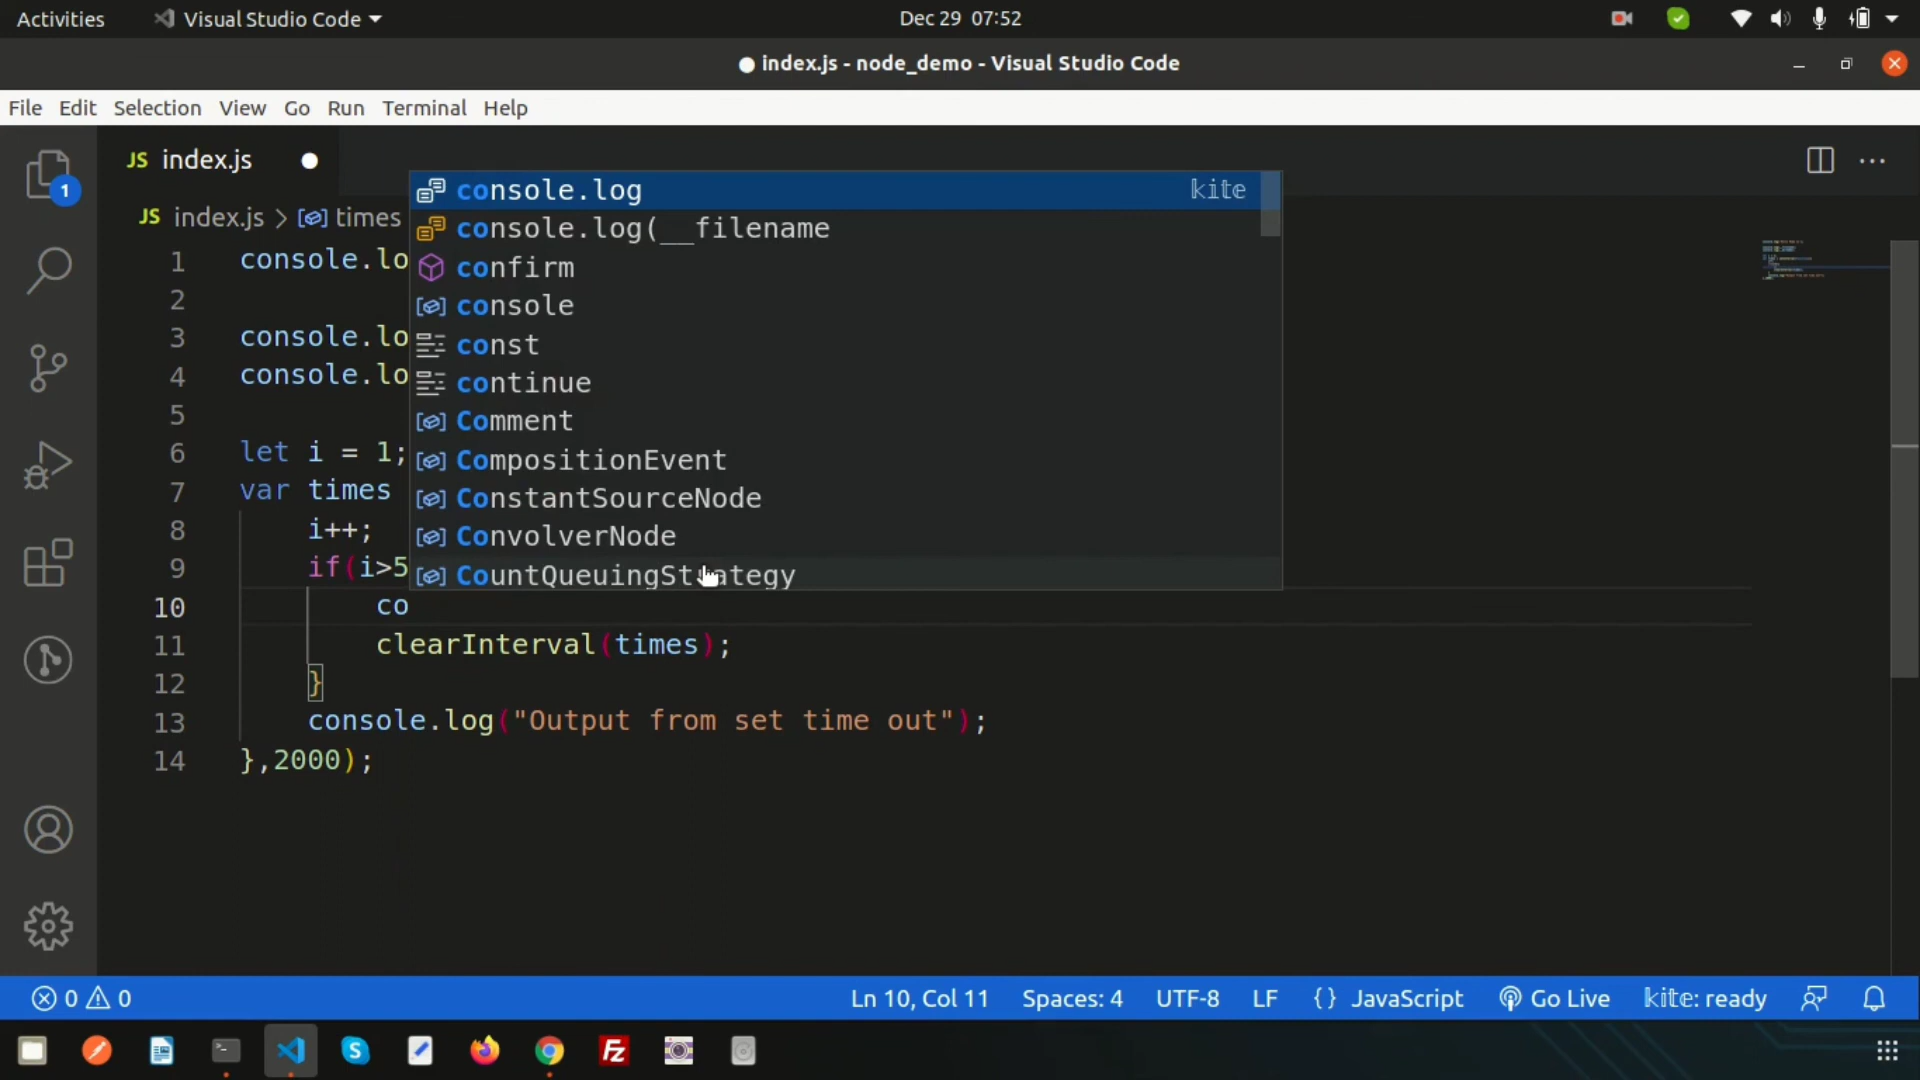 Activities
Visual Studio Code
Dec 29 07:52
index.js - node_demo - Visual Studio Code
File Edit Selection View Go Run Terminal Help
1
JS index.js
JS index.js > times
console.log kite
console.log(__filename
confirm
console
const
continue
Comment
CompositionEvent
ConstantSourceNode
ConvolverNode
CountQueuingStrategy
1 console.lo
2
3 console.lo
4 console.lo
5
6 let i = 1;
7 var times
8 i++;
9 if(i>5
10 co
11 clearInterval(times);
12 }
13 console.log("Output from set time out");
14 },2000);
0 0
Ln 10, Col 11
Spaces: 4
UTF-8
LF
{} JavaScript
Go Live
kite: ready